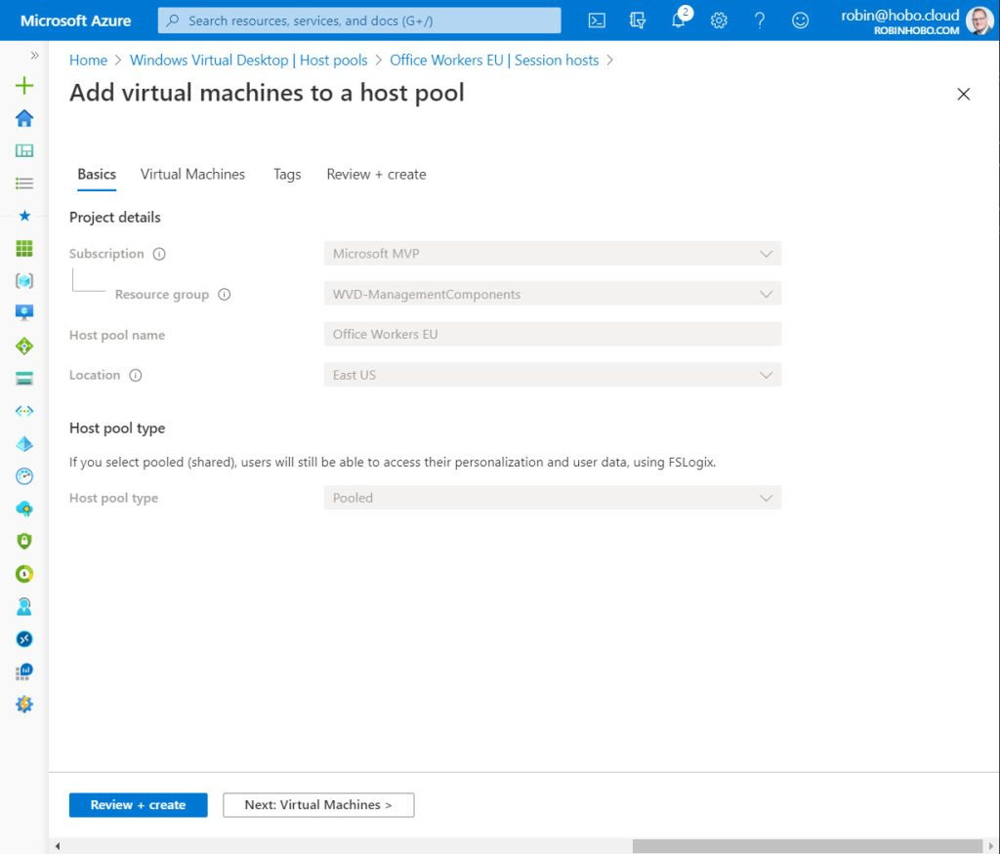 Microsoft Azure
Search resources, services, and docs (G+/)
2
robin@hobo.cloud
ROBINHOBO.COM
Home > Windows Virtual Desktop | Host pools > Office Workers EU | Session hosts >
Add virtual machines to a host pool
Basics Virtual Machines Tags Review + create
Project details
Subscription Microsoft MVP
Resource group WVD-ManagementComponents
Host pool name Office Workers EU
Location East US
Host pool type
If you select pooled (shared), users will still be able to access their personalization and user data, using FSLogix.
Host pool type Pooled
Review + create Next: Virtual Machines >